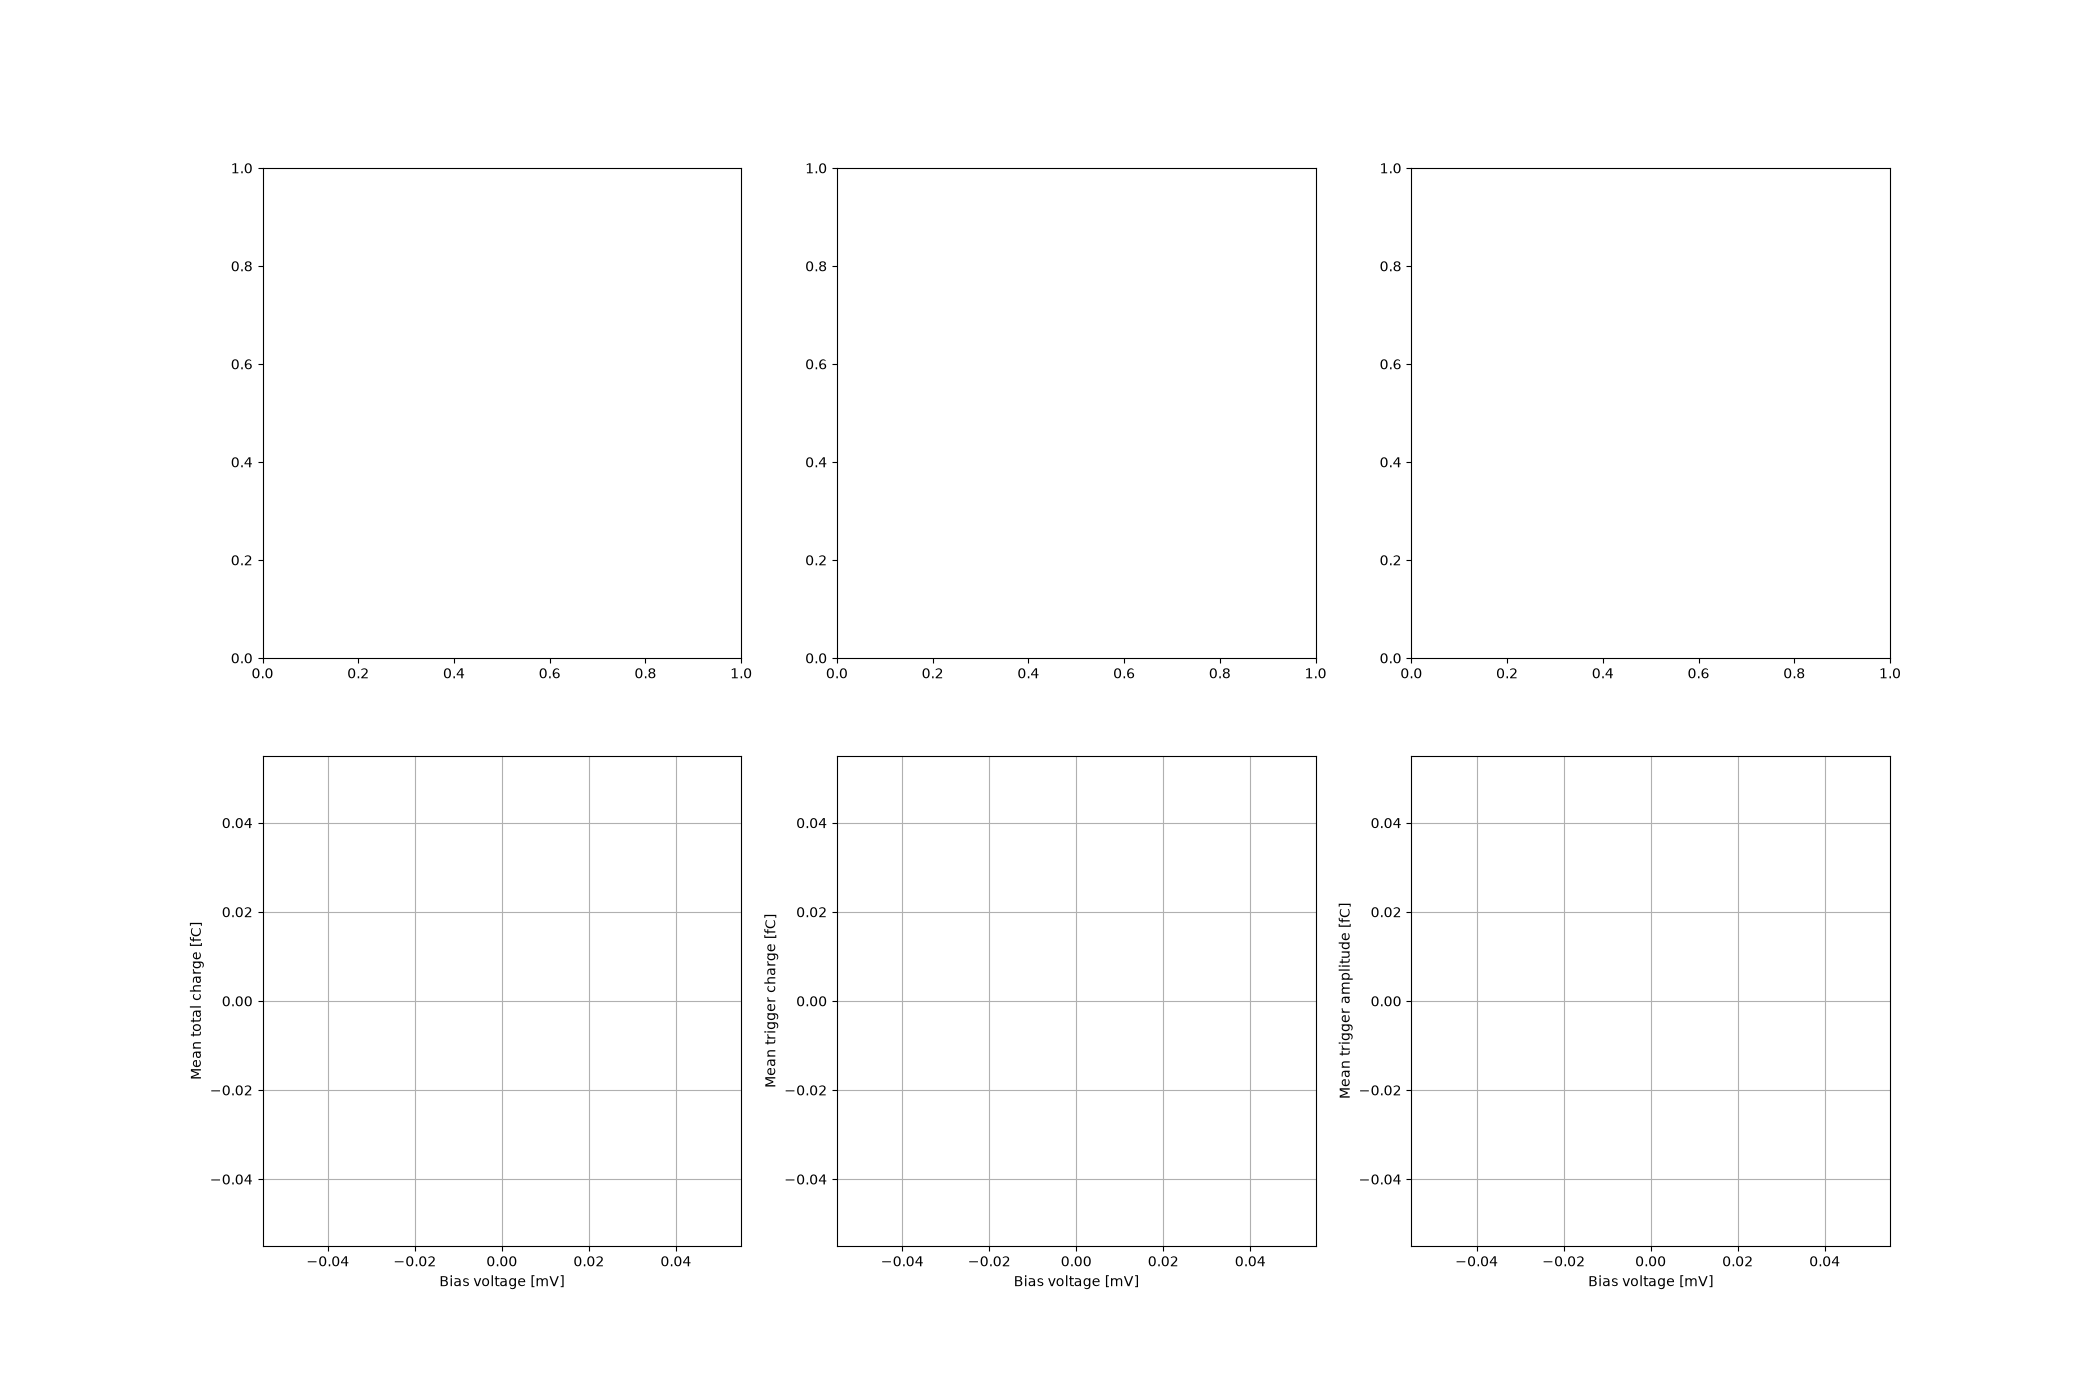 1.0 1.0 1.0
0.8 0.8 0.8
0.6 0.6 0.6
0.4 0.4 0.4
0.2 0.2 0.2
0.0 0.0 0.0
0.0 0.2 0.4 0.6 0.8 1.0 0.0 0.2 0.4 0.6 0.8 1.0 0.0 0.2 0.4 0.6 0.8 1.0
Mean total charge [fC]
0.04
0.02
0.00
−0.02
−0.04
−0.04 −0.02 0.00 0.02 0.04
Bias voltage [mV]
Mean trigger charge [fC]
0.04
0.02
0.00
−0.02
−0.04
−0.04 −0.02 0.00 0.02 0.04
Bias voltage [mV]
Mean trigger amplitude [fC]
0.04
0.02
0.00
−0.02
−0.04
−0.04 −0.02 0.00 0.02 0.04
Bias voltage [mV]